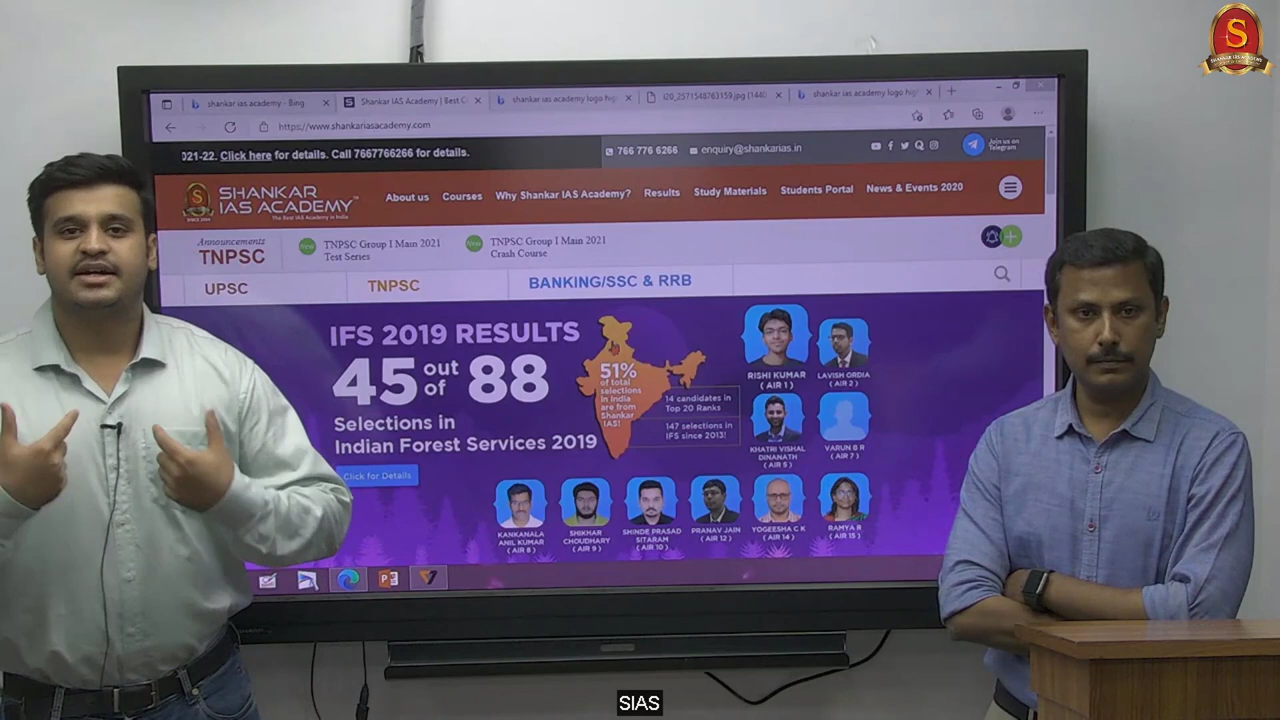 S
SHANKAR IAS ACADEMY
shankar ias academy - Bing
Shankar IAS Academy | Best C
shankar ias academy logo hig
i20_2571548763159.jpg (144
shankar ias academy logo hig
https://www.shankariasacademy.com
021-22. Click here for details. Call 7667766266 for details.
766 776 6266
enquiry@shankarias.in
Join us on
Telegram
SHANKAR
IAS ACADEMY™
The Best IAS Academy in India
SINCE 2004
About us
Courses
Why Shankar IAS Academy?
Results
Study Materials
Students Portal
News & Events 2020
Announcements
TNPSC
New
TNPSC Group I Main 2021
Test Series
New
TNPSC Group I Main 2021
Crash Course
UPSC
TNPSC
BANKING/SSC & RRB
IFS 2019 RESULTS
45 out of 88
Selections in
Indian Forest Services 2019
Click for Details
51%
of total
selections
in India
are from
Shankar
IAS!
14 candidates in
Top 20 Ranks
147 selections in
IFS since 2013!
RISHI KUMAR
( AIR 1 )
LAVISH ORDIA
( AIR 2 )
KHATRI VISHAL
DINANATH
( AIR 5 )
VARUN B R
( AIR 7 )
KANKANALA
ANIL KUMAR
( AIR 8 )
SHIKHAR
CHOUDHARY
( AIR 9 )
SHINDE PRASAD
SITARAM
( AIR 10 )
PRANAV JAIN
( AIR 12 )
YOGEESHA C K
( AIR 14 )
RAMYA R
( AIR 15 )
SIAS